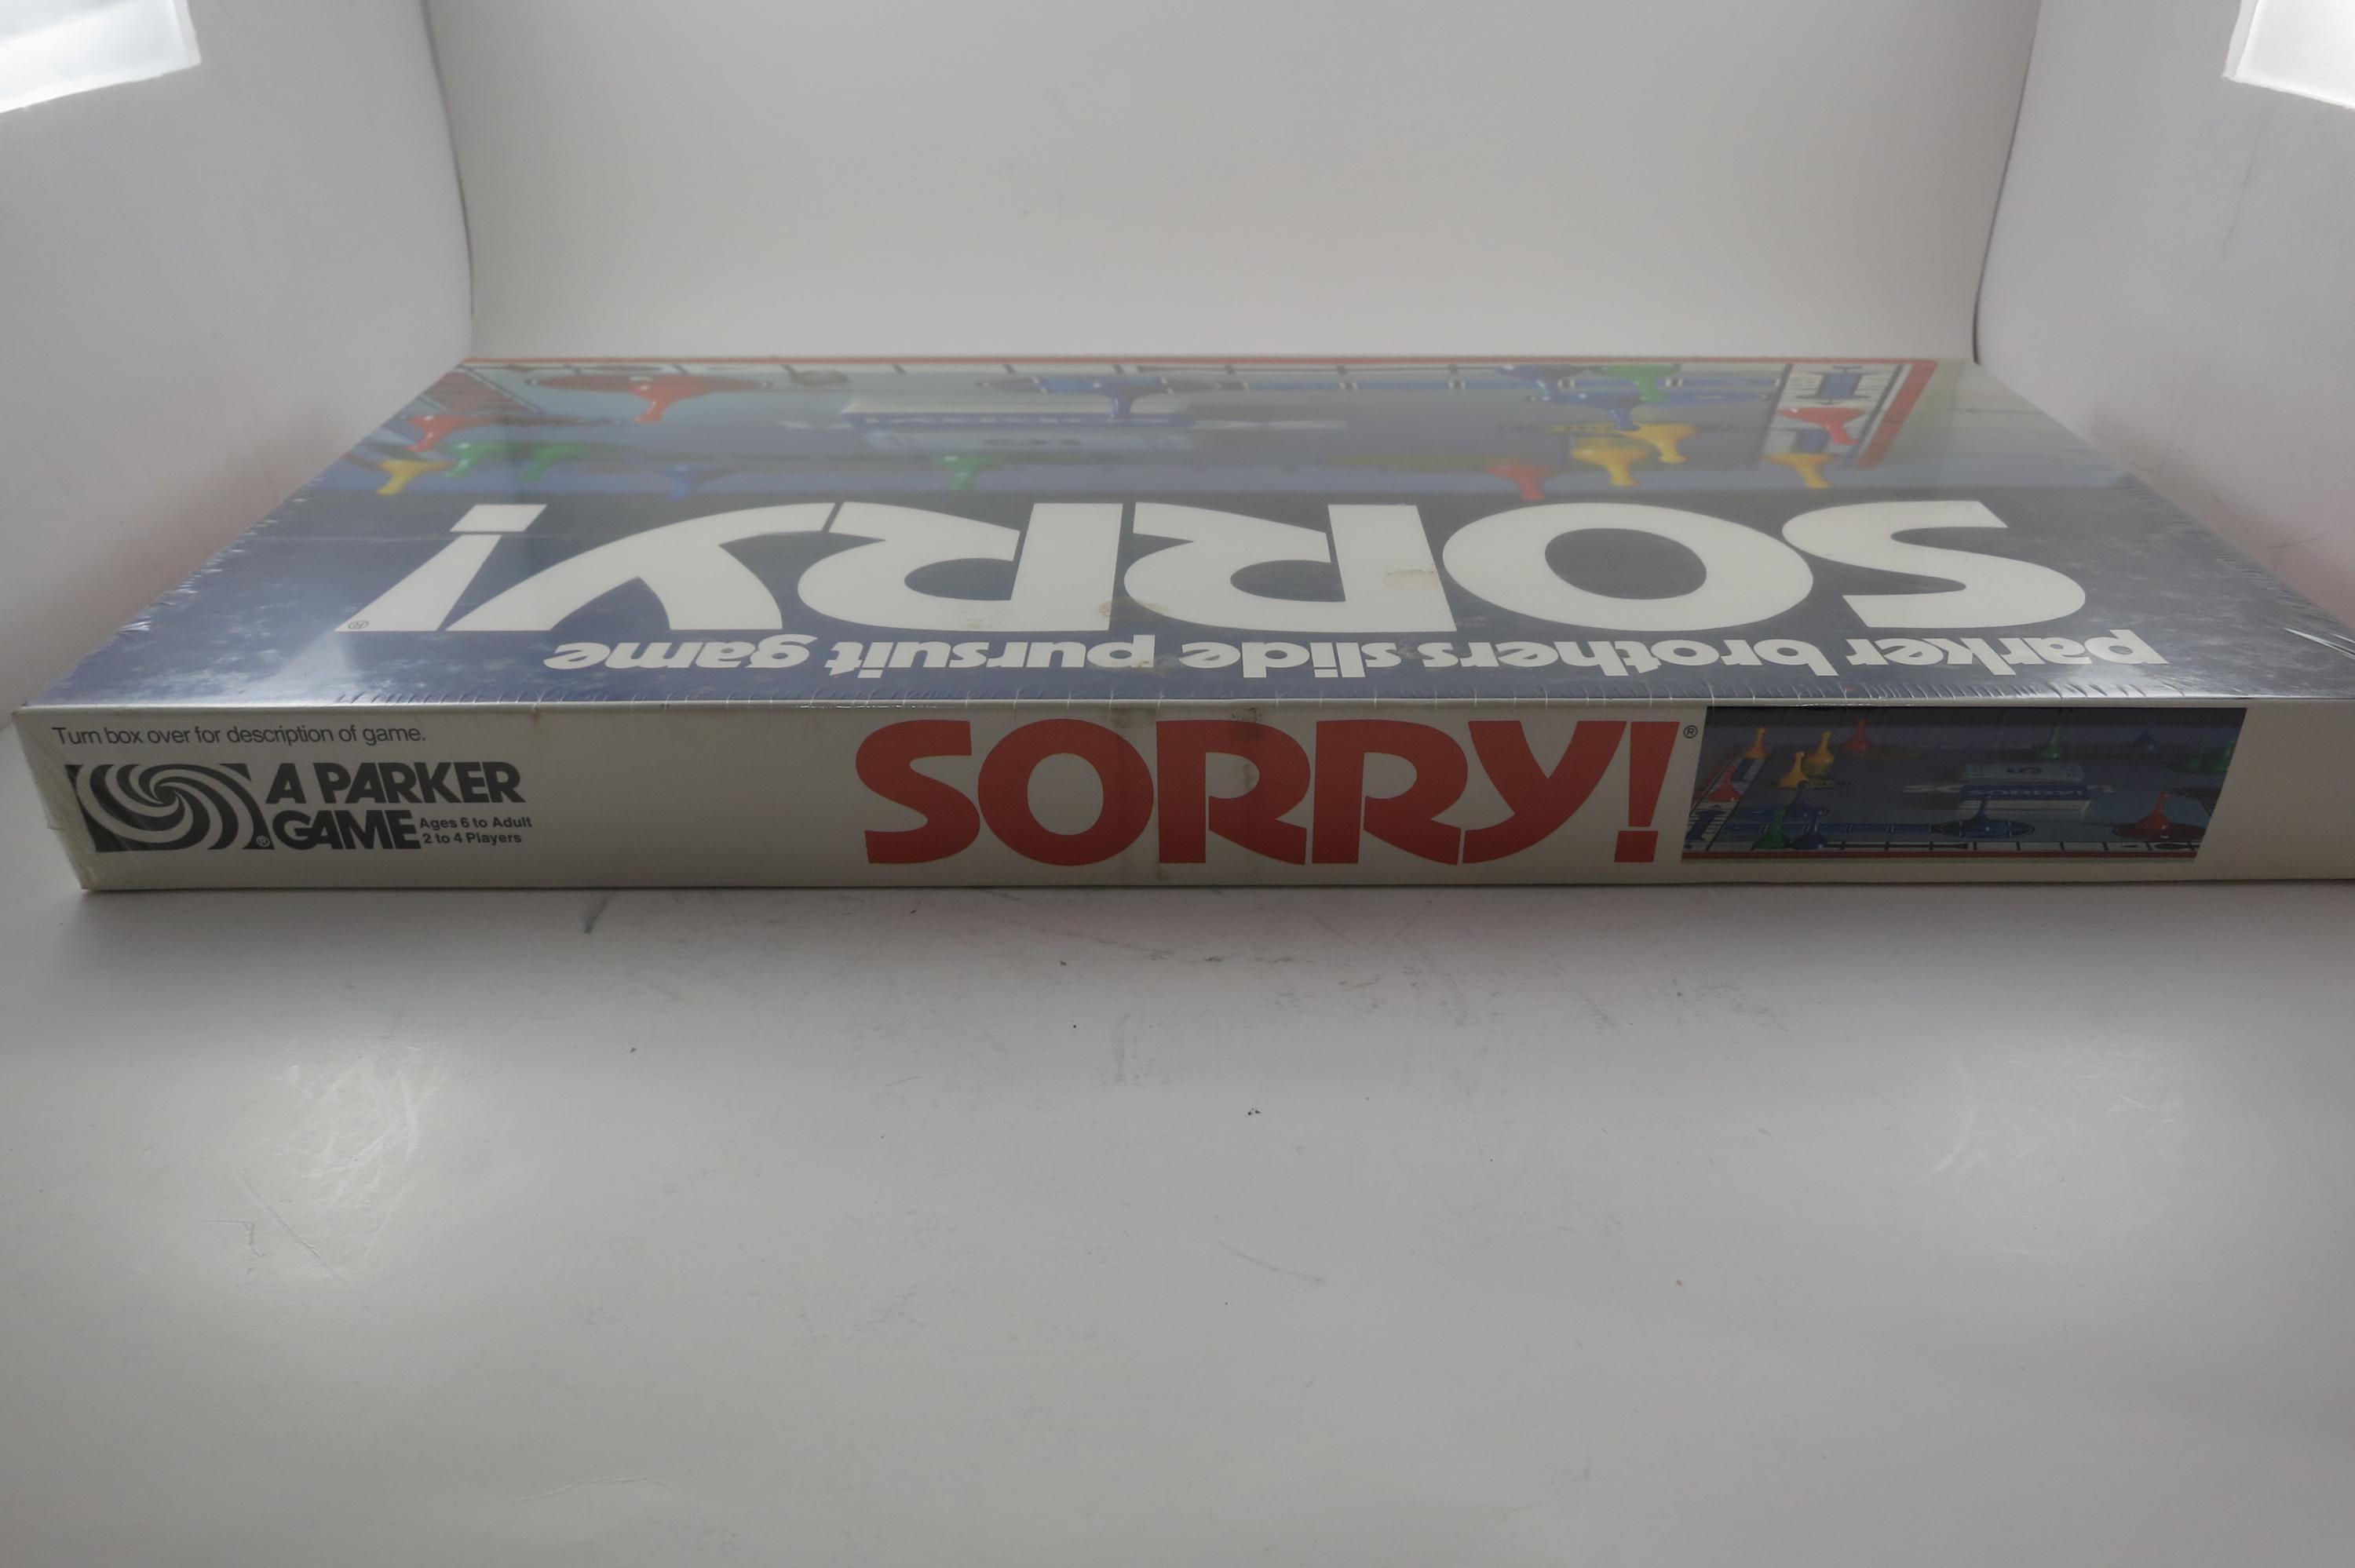 SORRY!
®
parker brothers slide pursuit game
Turn box over for description of game.
A PARKER
GAME
®
Ages 6 to Adult
2 to 4 Players
SORRY!®